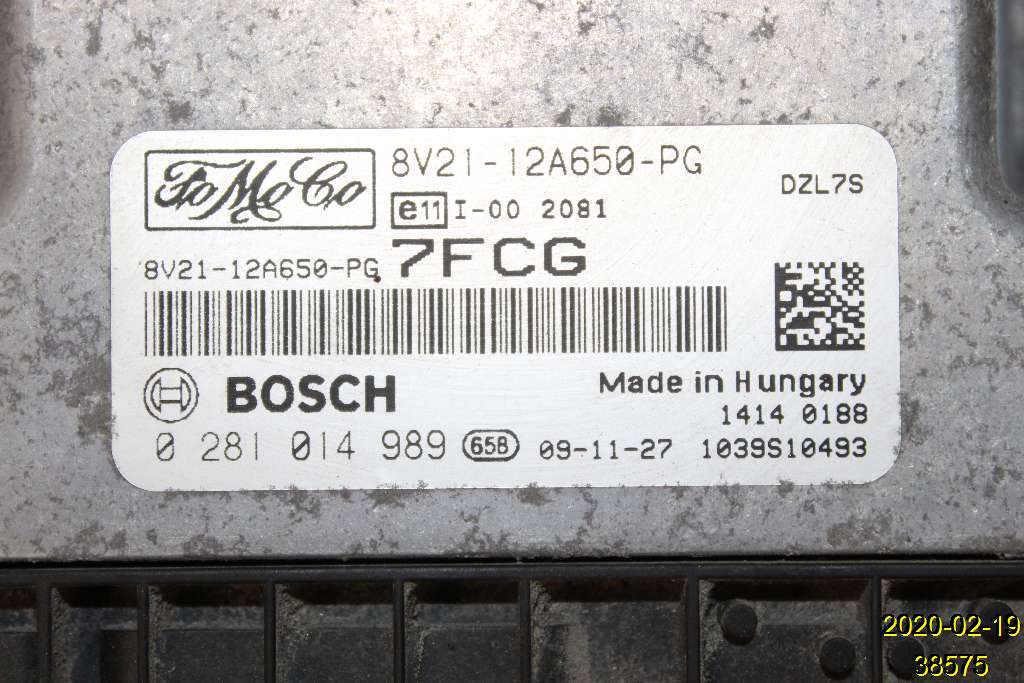 FoMoCo 8V21-12A650-PG DZL7S
e11 I-00 2081
8V21-12A650-PG 7FCG
BOSCH Made in Hungary
1414 0188
0 281 014 989 65B 09-11-27 1039S10493
2020-02-19
38575